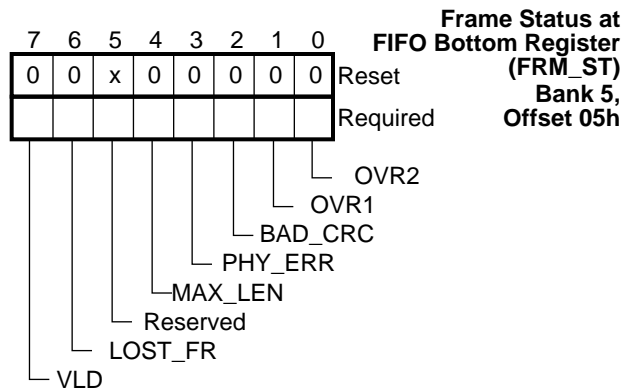 Frame Status at
FIFO Bottom Register
(FRM_ST)
Bank 5,
Offset 05h
7 6 5 4 3 2 1 0
0 0 x 0 0 0 0 0 Reset
Required
OVR2
OVR1
BAD_CRC
PHY_ERR
MAX_LEN
Reserved
LOST_FR
VLD